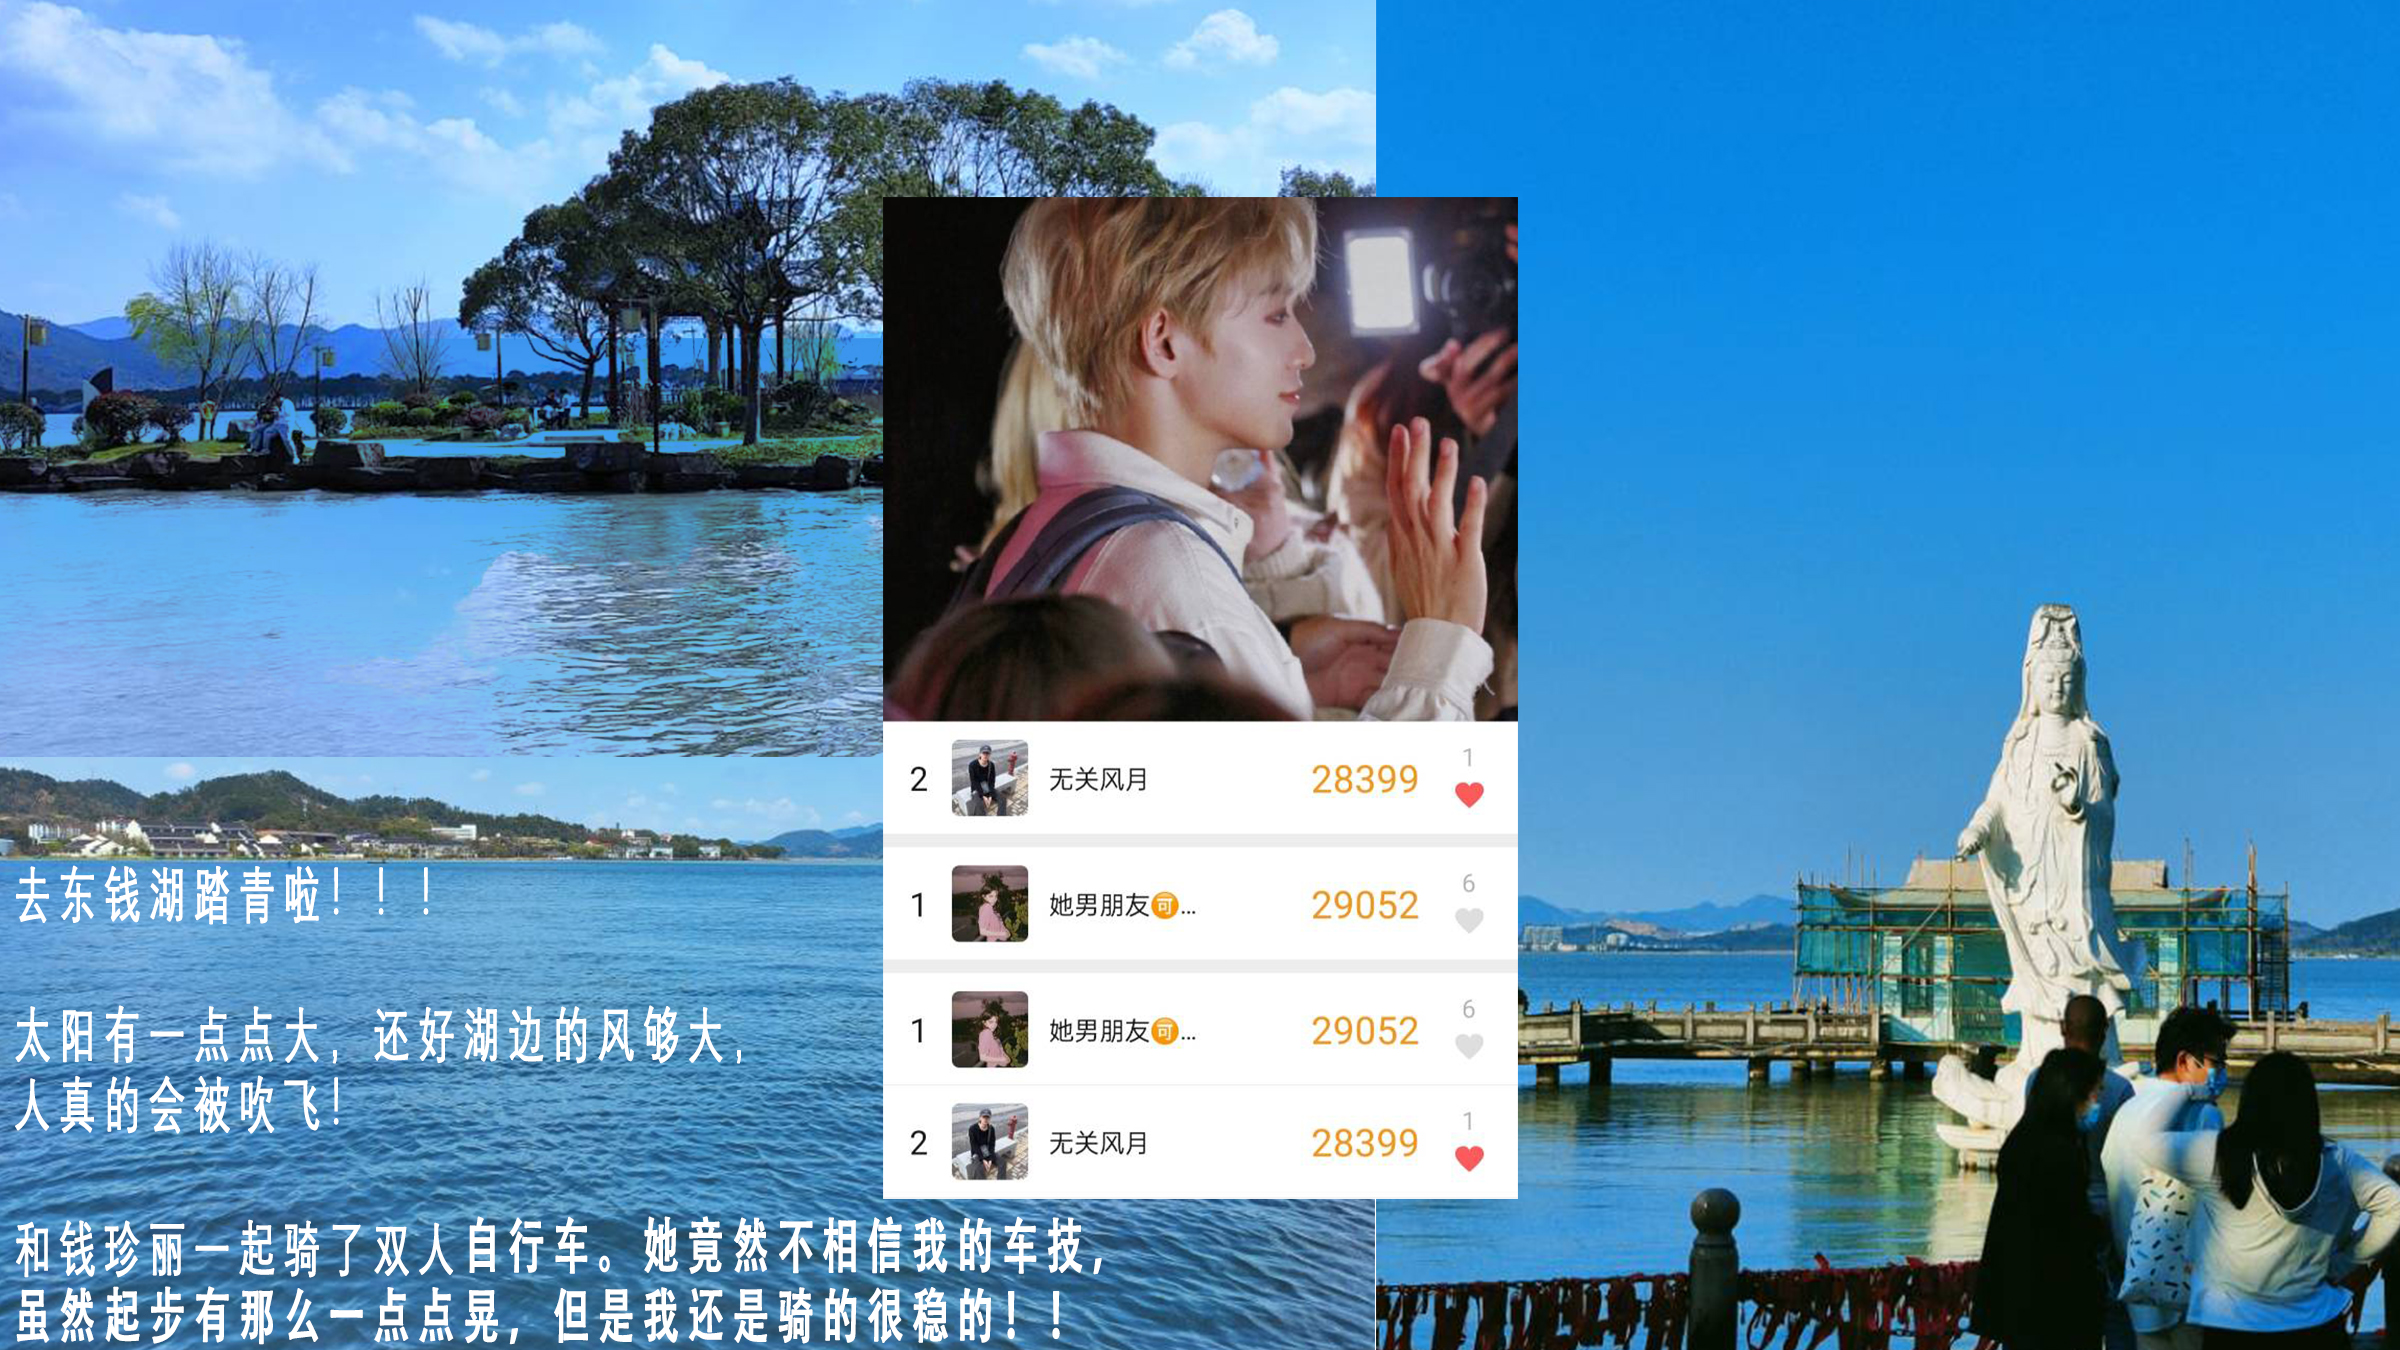 去东钱湖踏青啦！！！
太阳有一点点大，还好湖边的风够大，
人真的会被吹飞！
和钱珍丽一起骑了双人自行车。她竟然不相信我的车技，
虽然起步有那么一点点晃，但是我还是骑的很稳的！！
2 无关风月 28399 1
1 她男朋友🉑... 29052 6
1 她男朋友🉑... 29052 6
2 无关风月 28399 1